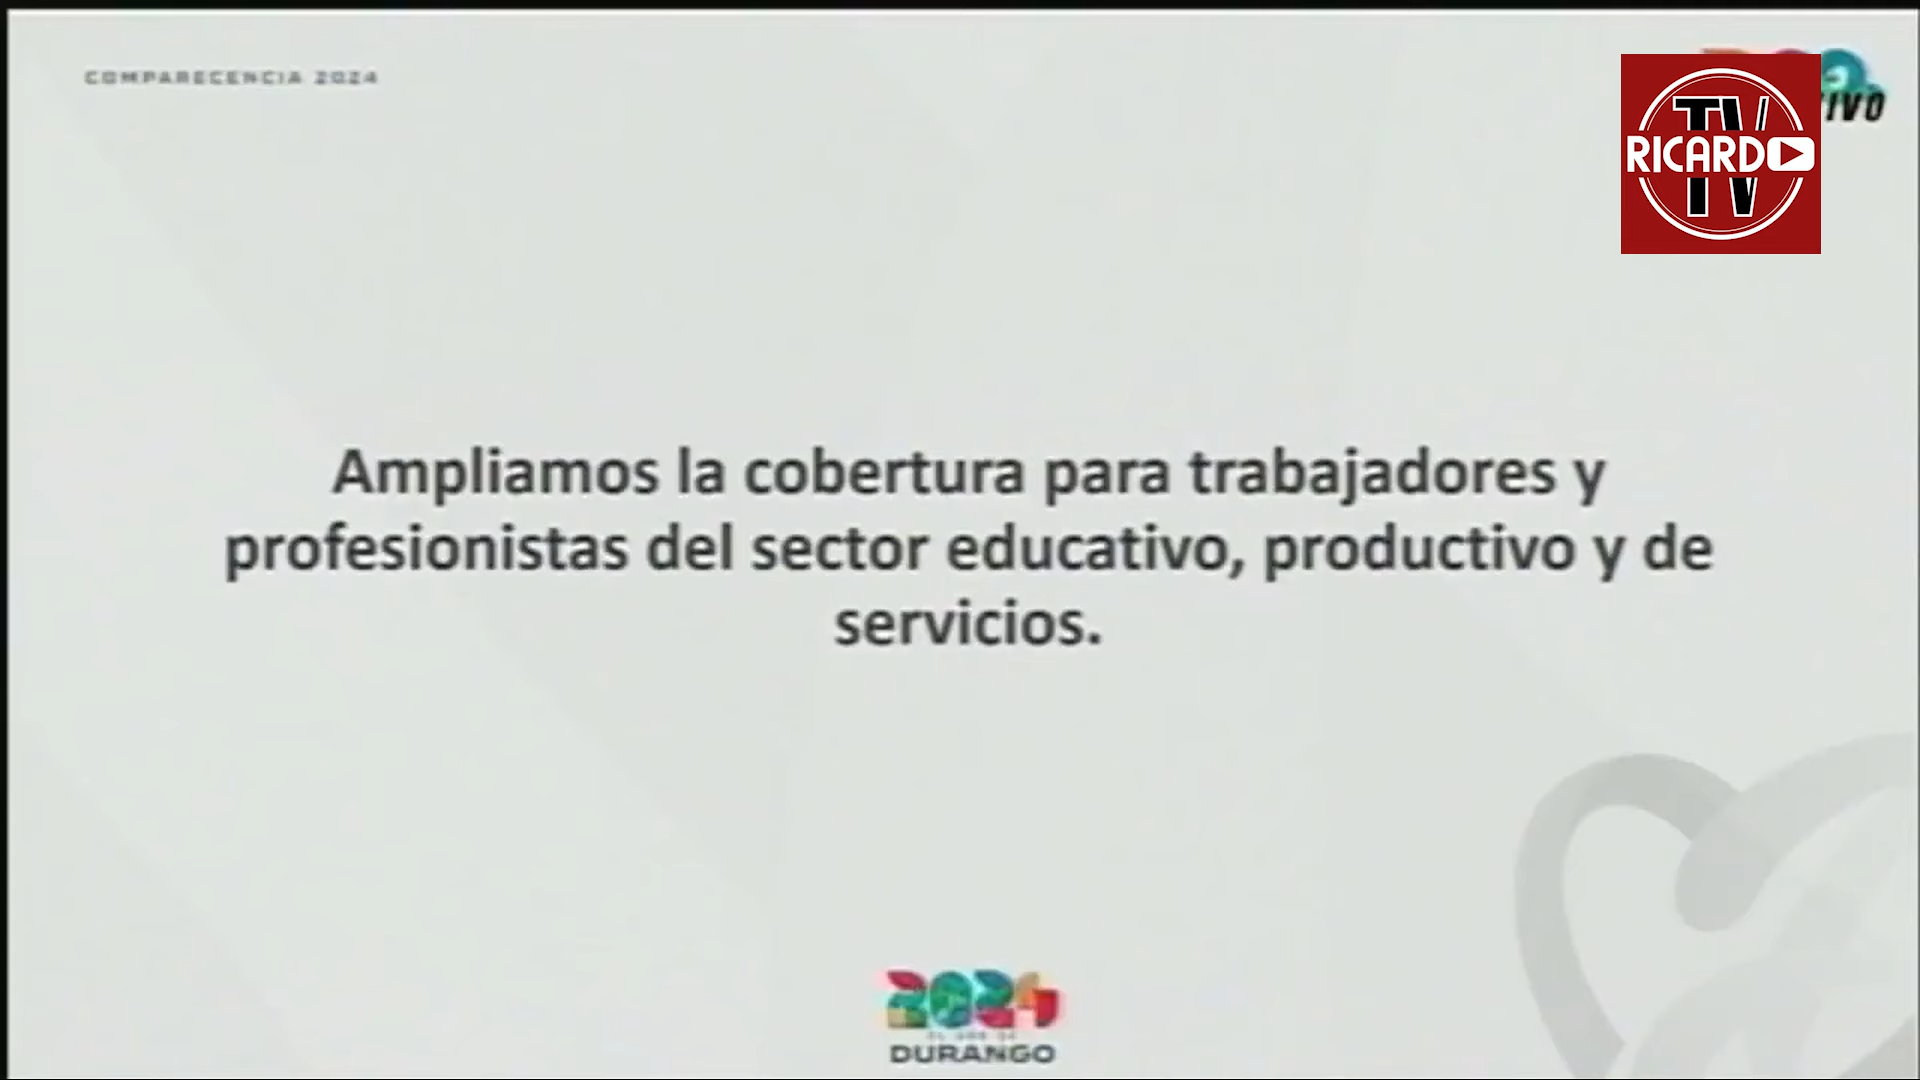 COMPARECENCIA 2024
TV
RICARDO
Ampliamos la cobertura para trabajadores y
profesionistas del sector educativo, productivo y de
servicios.
2024
DURANGO